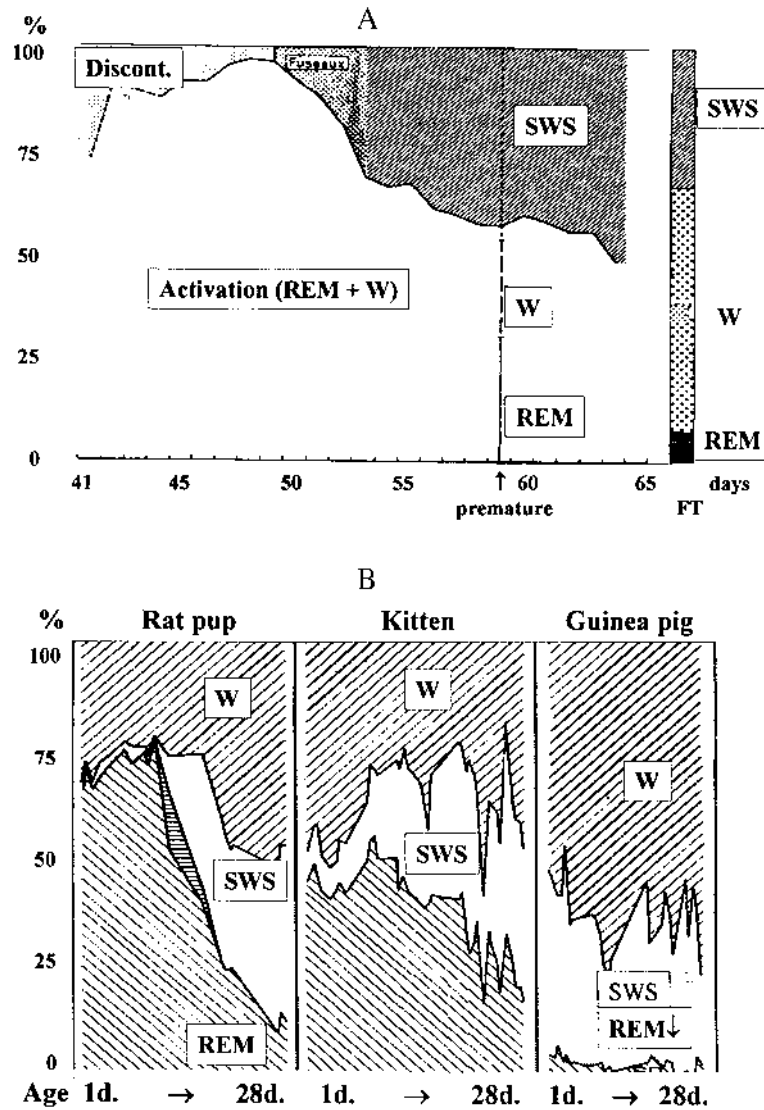 A
%
100
Discont.
Fuseaux
SWS
SWS
75
50
Activation (REM + W)
W
W
25
REM
REM
0
41 45 50 55 60 65 days
↑
premature
FT
B
% Rat pup Kitten Guinea pig
100
W
W
75
W
50
SWS
SWS
25
SWS
REM↓
REM
0
Age 1d. → 28d. 1d. → 28d. 1d. → 28d.